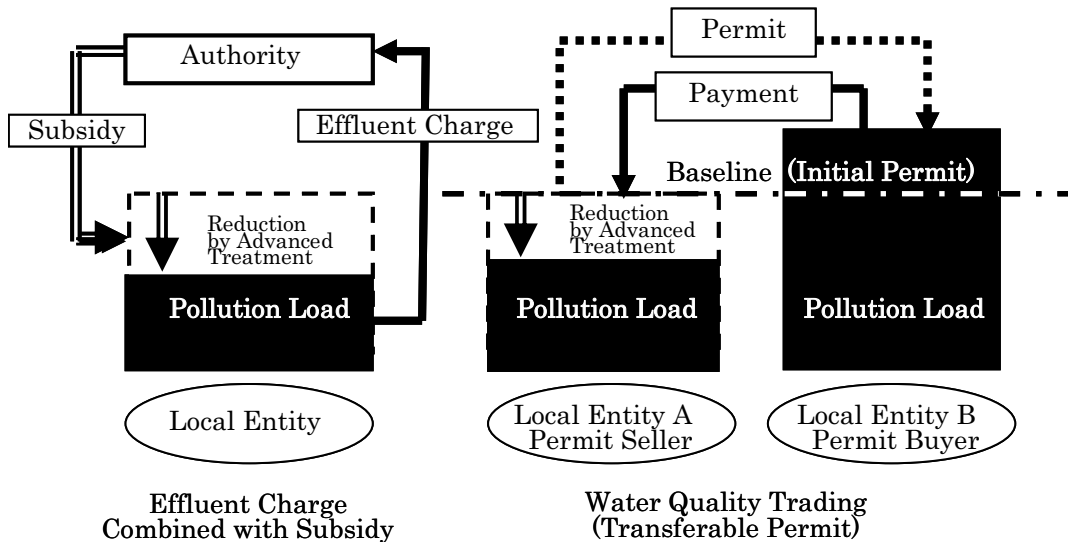 Authority
Subsidy
Effluent Charge
Reduction
by Advanced
Treatment
Pollution Load
Local Entity
Effluent Charge
Combined with Subsidy
Permit
Payment
Baseline (Initial Permit)
Reduction
by Advanced
Treatment
Pollution Load
Pollution Load
Local Entity A
Permit Seller
Local Entity B
Permit Buyer
Water Quality Trading
(Transferable Permit)